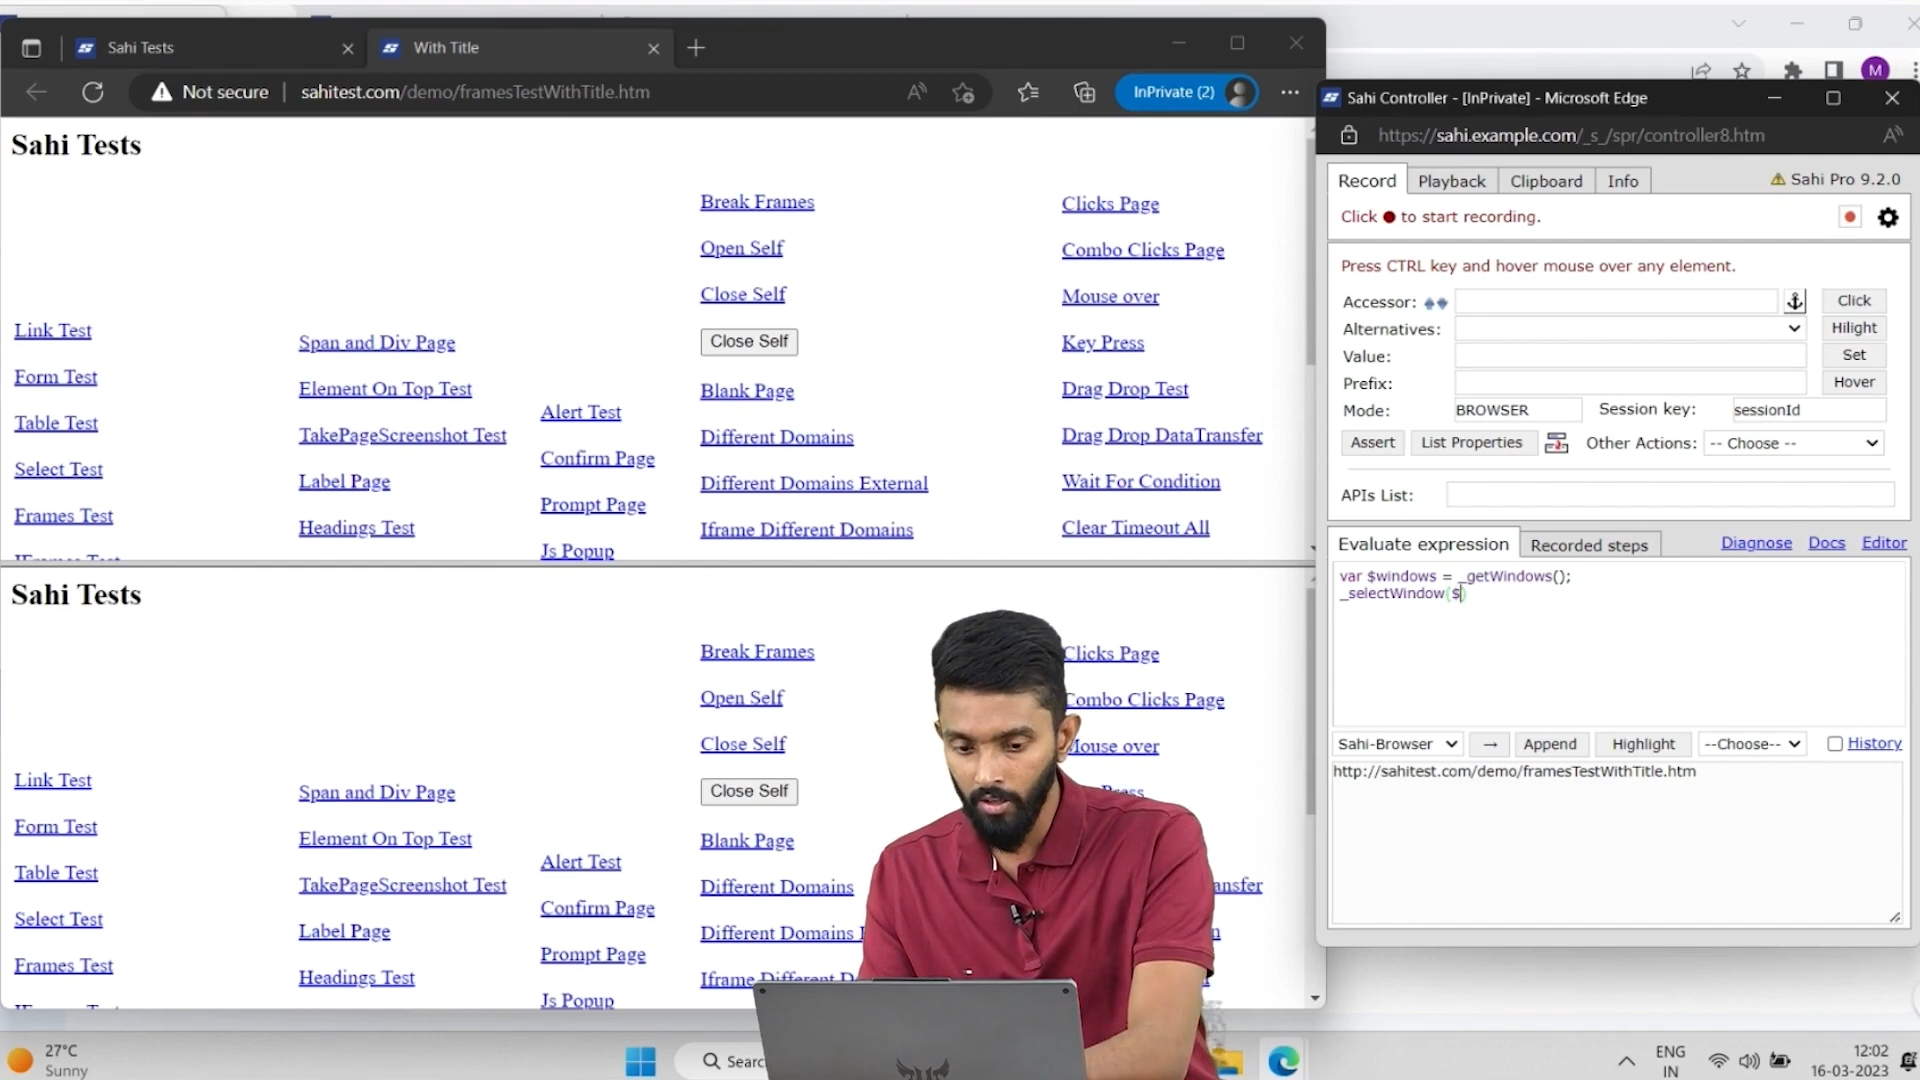 Sahi Tests
With Title
Not secure
sahitest.com/demo/framesTestWithTitle.htm
InPrivate (2)
M
Sahi Controller - [InPrivate] - Microsoft Edge
https://sahi.example.com/_s_/spr/controller8.htm
Record
Playback
Clipboard
Info
Sahi Pro 9.2.0
Click to start recording.
Press CTRL key and hover mouse over any element.
Accessor:
Click
Alternatives:
Hilight
Value:
Set
Prefix:
Hover
Mode:
BROWSER
Session key:
sessionId
Assert
List Properties
Other Actions:
-- Choose --
APIs List:
Evaluate expression
Recorded steps
Diagnose
Docs
Editor
var $windows = _getWindows();
_selectWindow($)
Sahi-Browser
→
Append
Highlight
--Choose--
History
http://sahitest.com/demo/framesTestWithTitle.htm
Sahi Tests
Link Test
Form Test
Table Test
Select Test
Frames Test
Span and Div Page
Element On Top Test
TakePageScreenshot Test
Label Page
Headings Test
Alert Test
Confirm Page
Prompt Page
Js Popup
Break Frames
Open Self
Close Self
Close Self
Blank Page
Different Domains
Different Domains External
Iframe Different Domains
Clicks Page
Combo Clicks Page
Mouse over
Key Press
Drag Drop Test
Drag Drop DataTransfer
Wait For Condition
Clear Timeout All
Sahi Tests
Link Test
Form Test
Table Test
Select Test
Frames Test
Span and Div Page
Element On Top Test
TakePageScreenshot Test
Label Page
Headings Test
Alert Test
Confirm Page
Prompt Page
Js Popup
Break Frames
Open Self
Close Self
Close Self
Blank Page
Different Domains
Different Domains
Iframe Different
Clicks Page
Combo Clicks Page
Mouse over
Press
27°C
Sunny
ENG
IN
12:02
16-03-2023